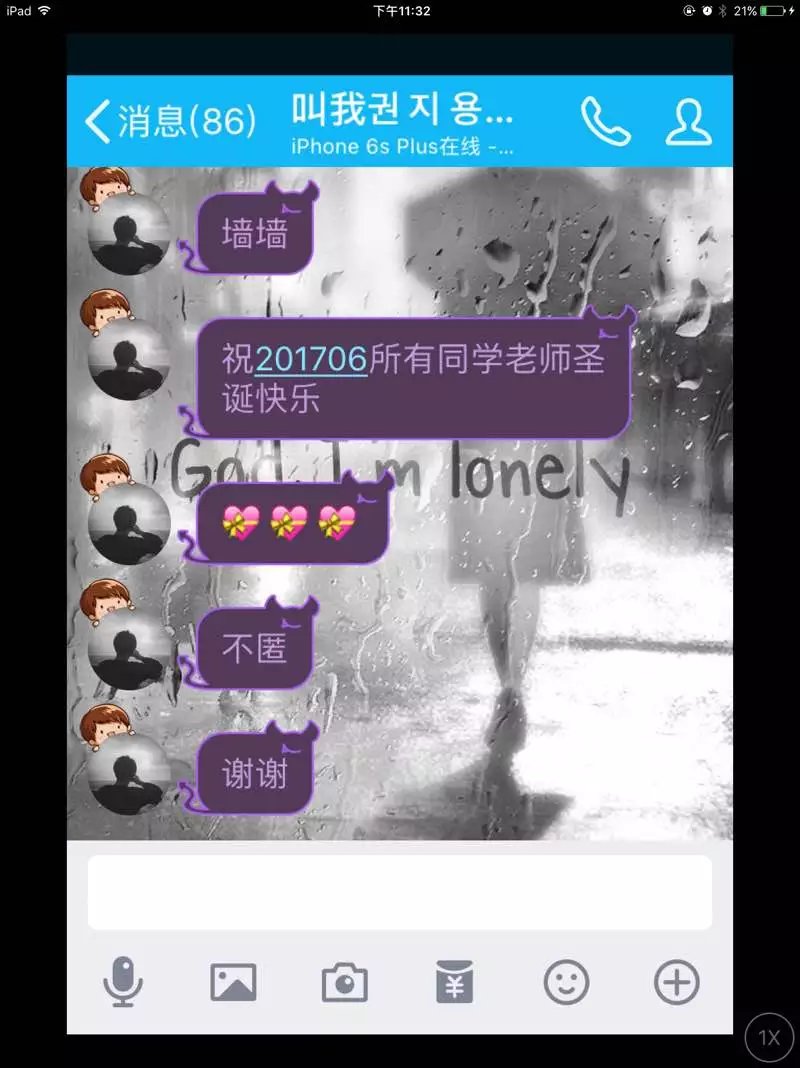 iPad 下午11:32 21%
消息(86) 叫我권 지 용...
iPhone 6s Plus在线 -...
墙墙
祝201706所有同学老师圣
诞快乐
God, I'm lonely
💝💝💝
不匿
谢谢
1X